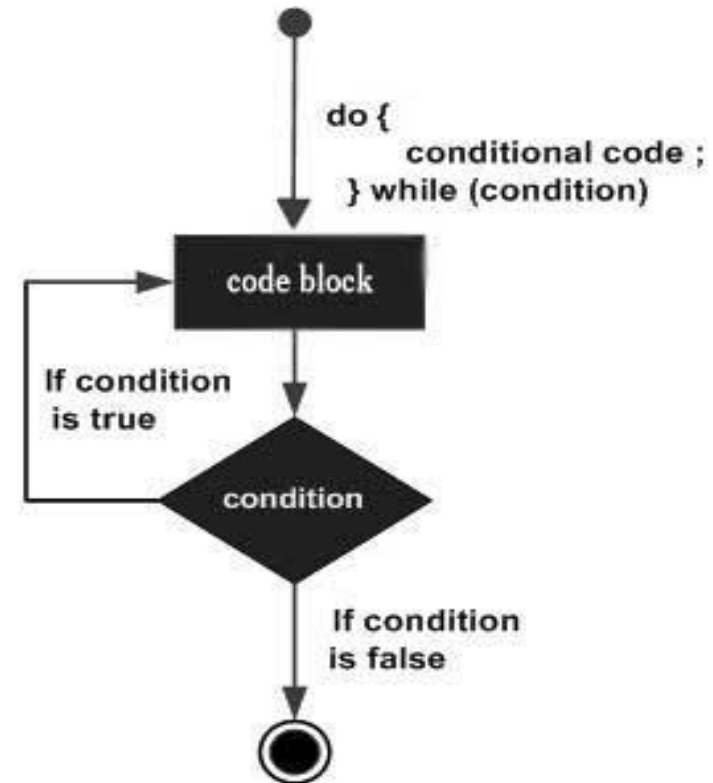 do {
conditional code ;
} while (condition)
code block
If condition
is true
condition
If condition
is false